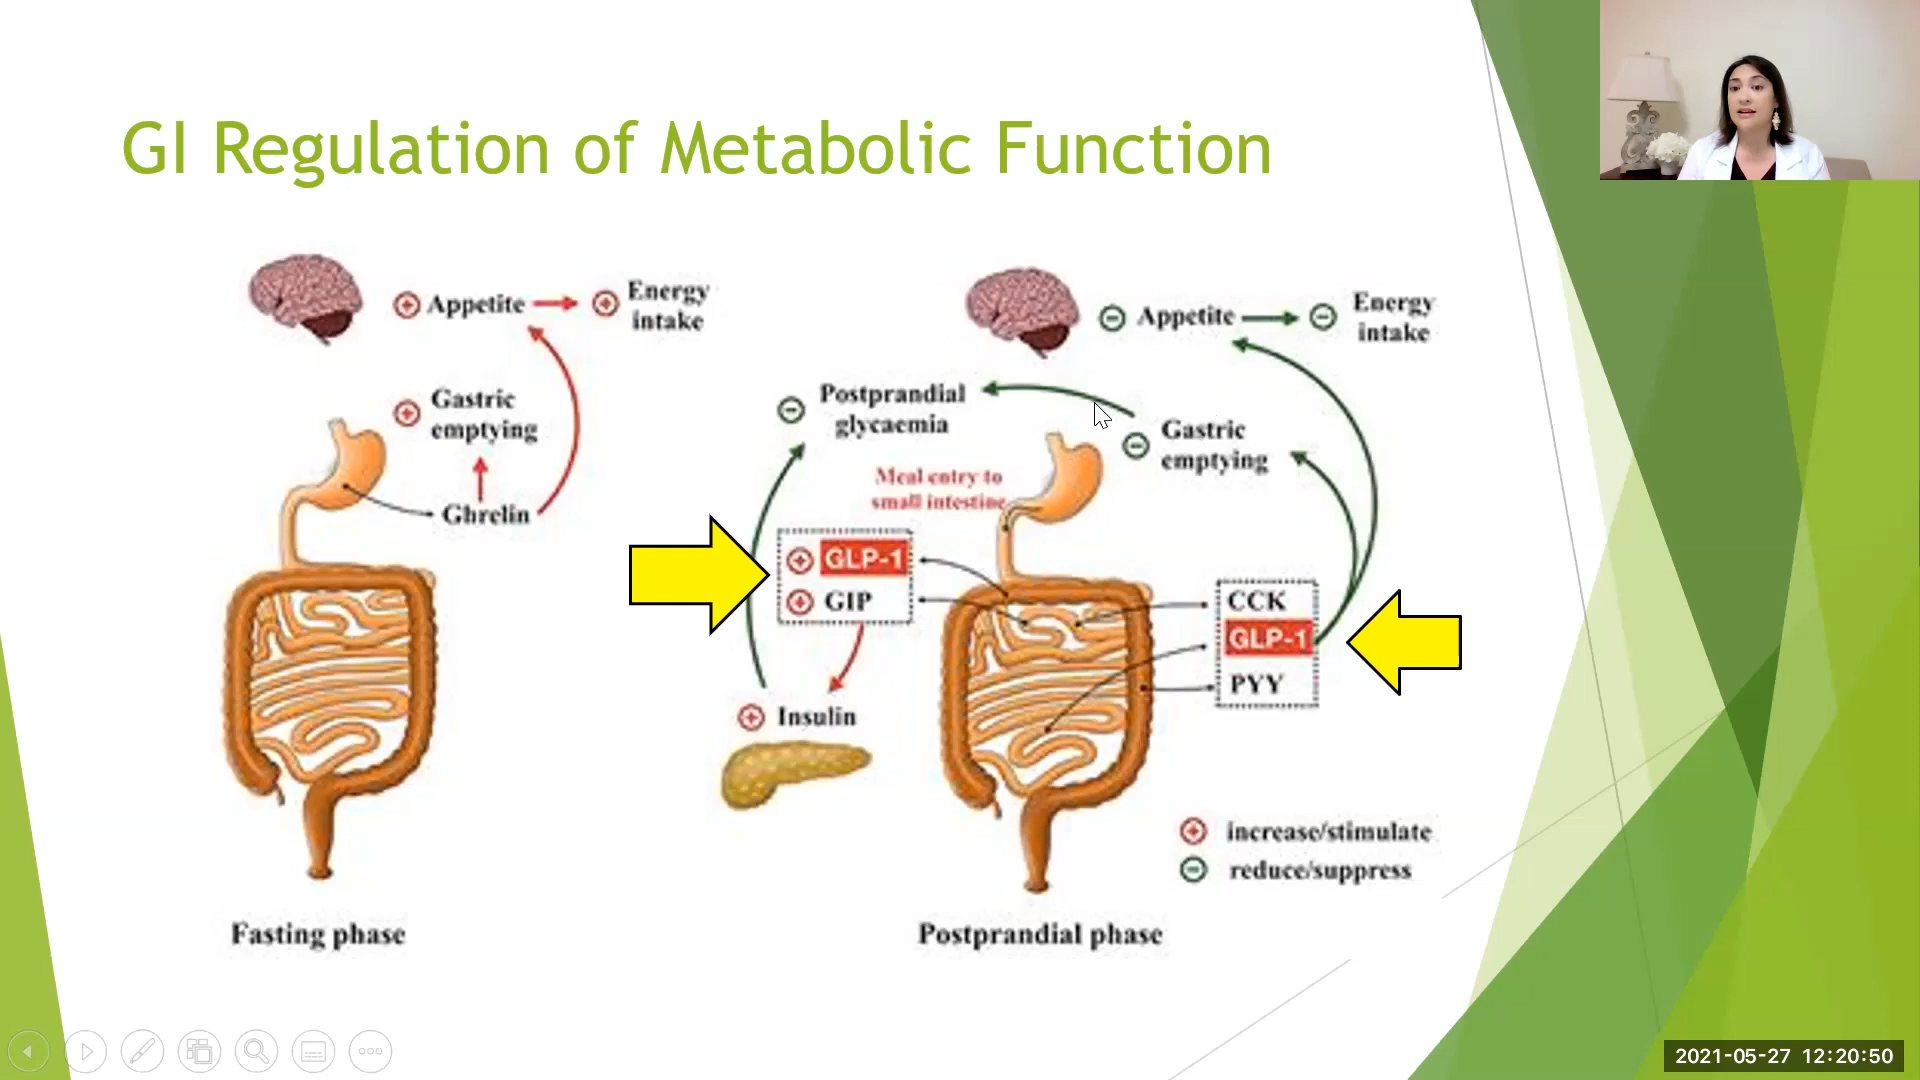 GI Regulation of Metabolic Function
Appetite
Energy
intake
Gastric
emptying
Ghrelin
Fasting phase
Appetite
Energy
intake
Postprandial
glycaemia
Gastric
emptying
Meal entry to
small intestine
GLP-1
GIP
CCK
GLP-1
PYY
Insulin
increase/stimulate
reduce/suppress
Postprandial phase
2021-05-27 12:20:50